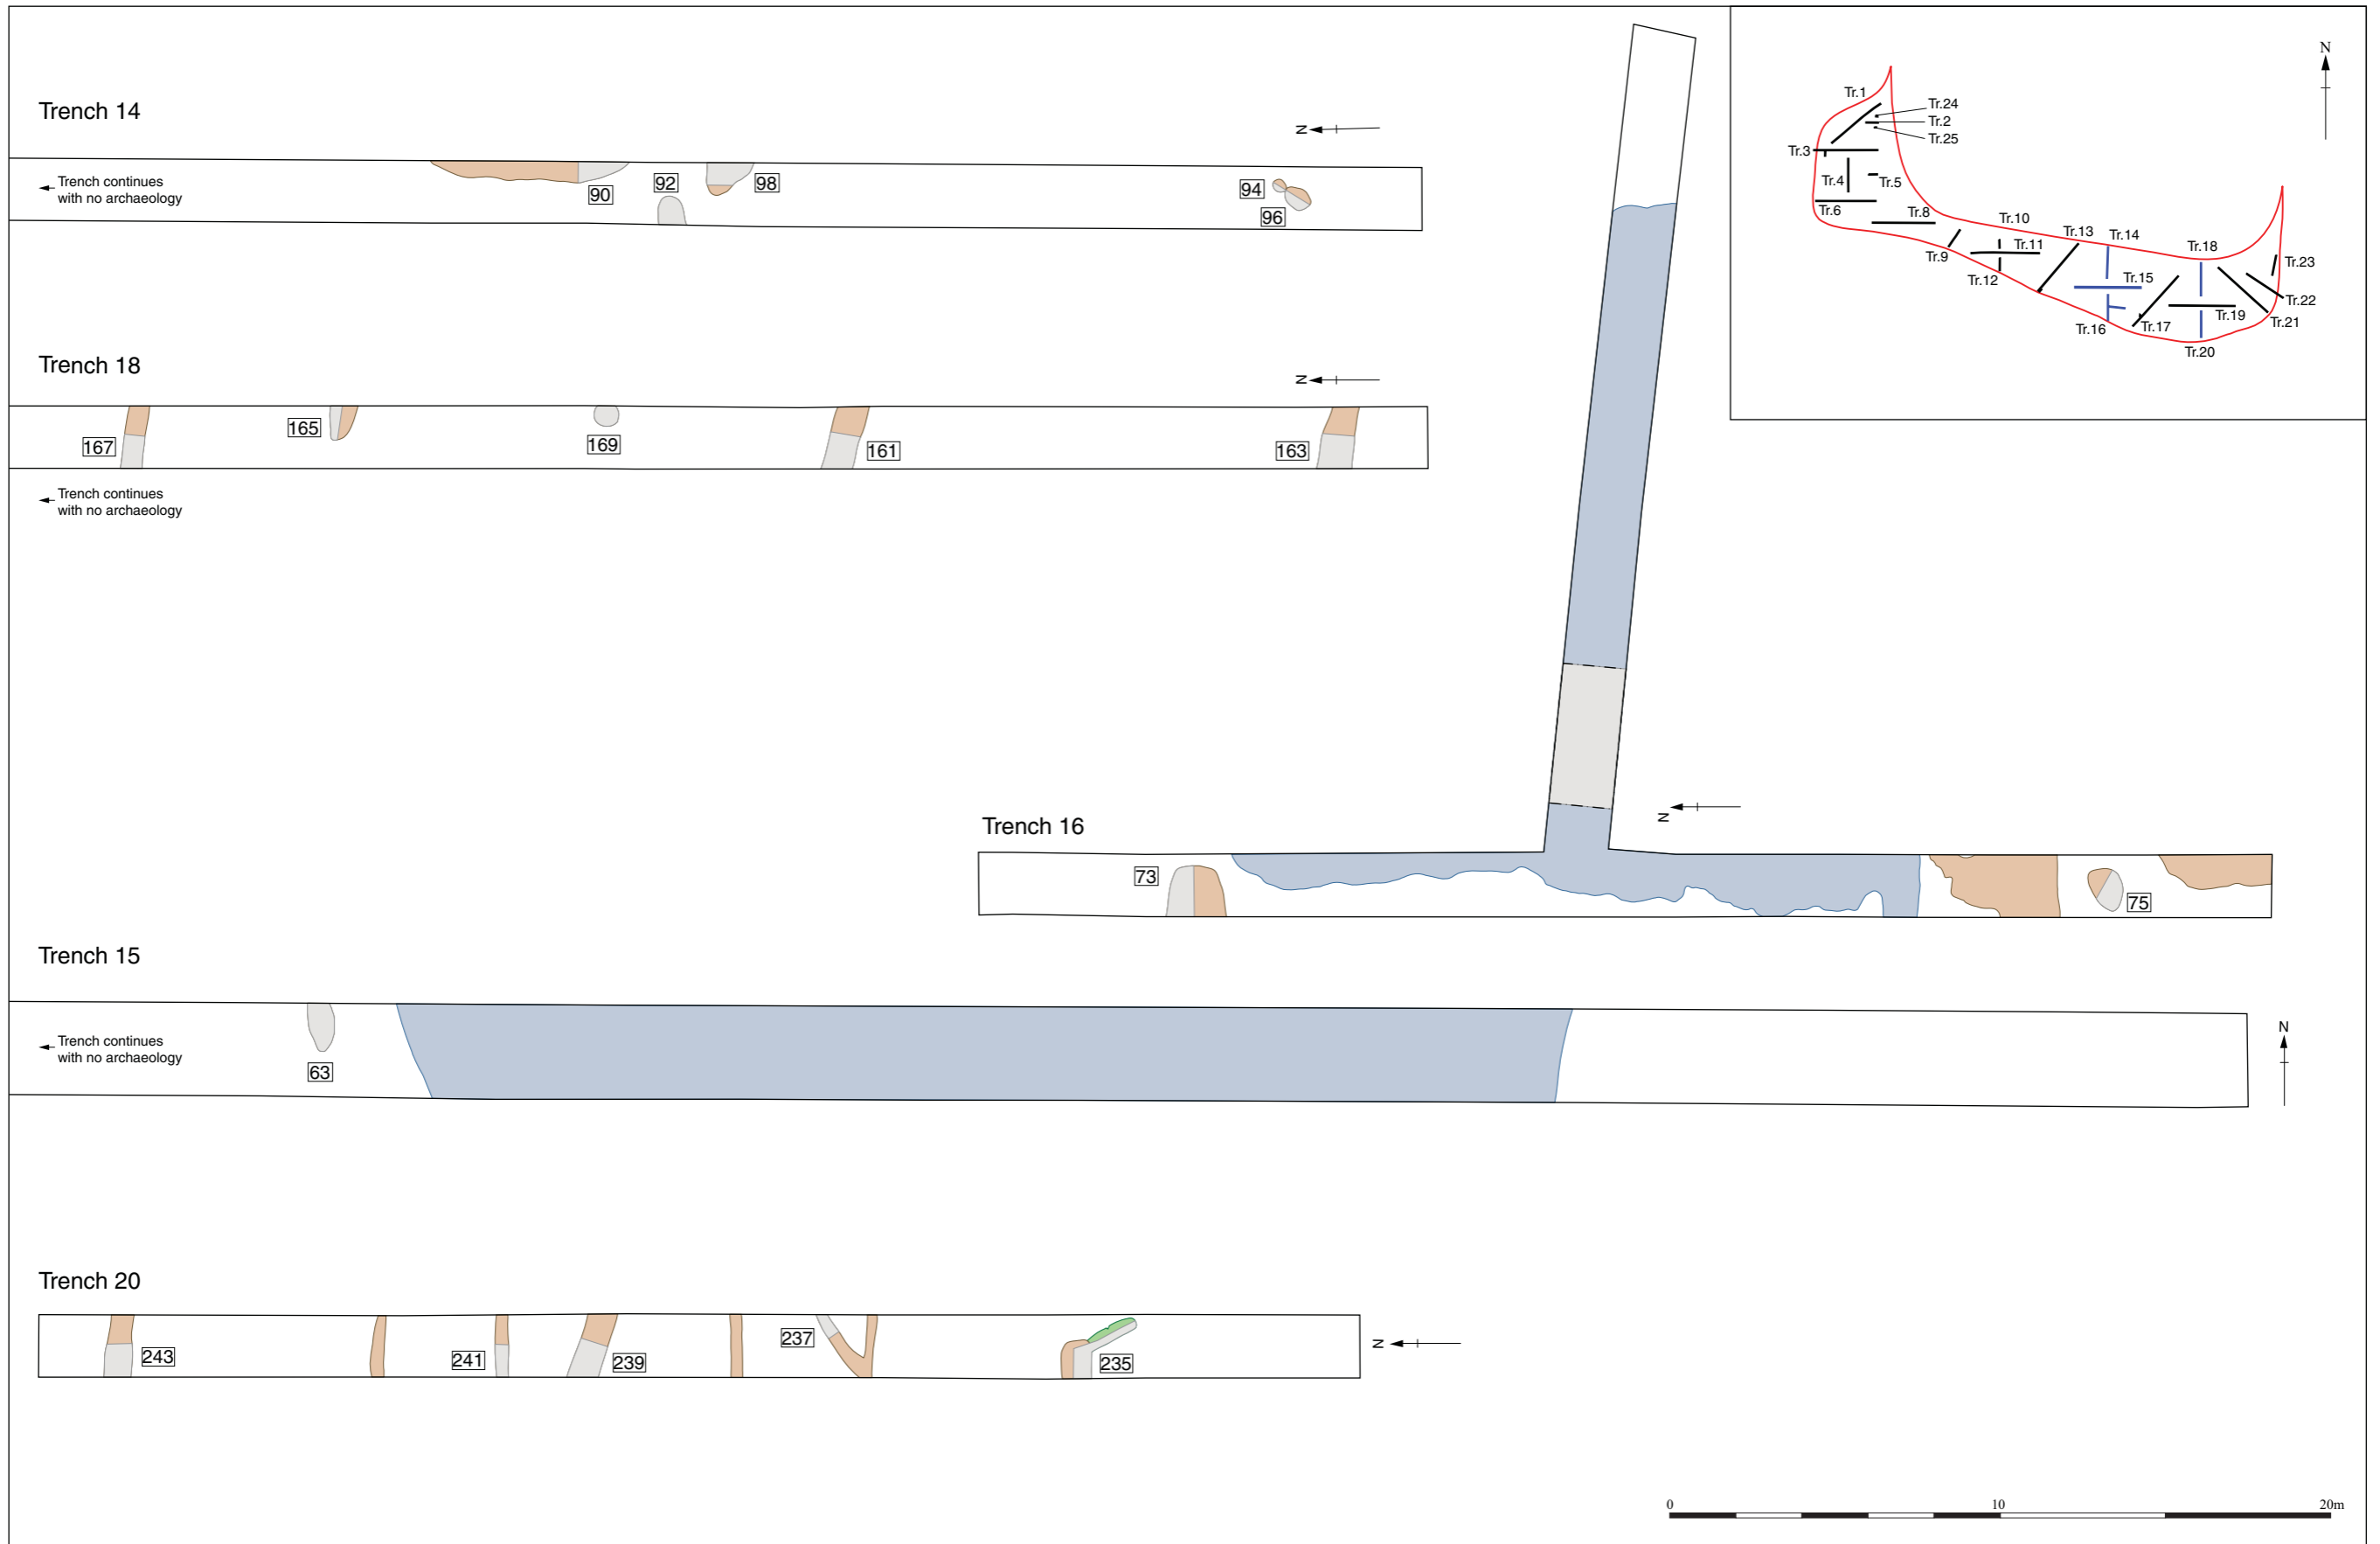 Trench 14
N
Trench continues
with no archaeology
90
92
98
94
96
Trench 18
N
167
165
169
161
163
Trench continues
with no archaeology
N
Tr.1
Tr.24
Tr.2
Tr.25
Tr.3
Tr.4
Tr.5
Tr.6
Tr.8
Tr.10
Tr.9
Tr.11
Tr.12
Tr.13
Tr.14
Tr.15
Tr.16
Tr.17
Tr.18
Tr.19
Tr.20
Tr.21
Tr.22
Tr.23
Trench 16
N
73
75
Trench 15
Trench continues
with no archaeology
63
N
Trench 20
243
241
239
237
235
N
0 10 20m